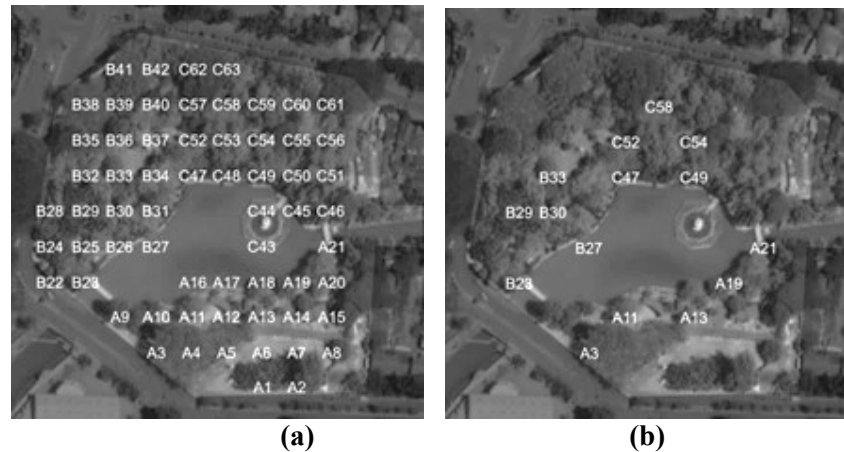 B41 B42 C62 C63
B38 B39 B40 C57 C58 C59 C60 C61
C58
B35 B36 B37 C52 C53 C54 C55 C56
C52 C54
B32 B33 B34 C47 C48 C49 C50 C51
B33 C47 C49
B28 B29 B30 B31 C44 C45 C46
B29 B30
B24 B25 B26 B27 C43 A21
B27 A21
B22 B23 A16 A17 A18 A19 A20
B23 A19
A9 A10 A11 A12 A13 A14 A15
A11 A13
A3 A4 A5 A6 A7 A8
A3
A1 A2
(a) (b)